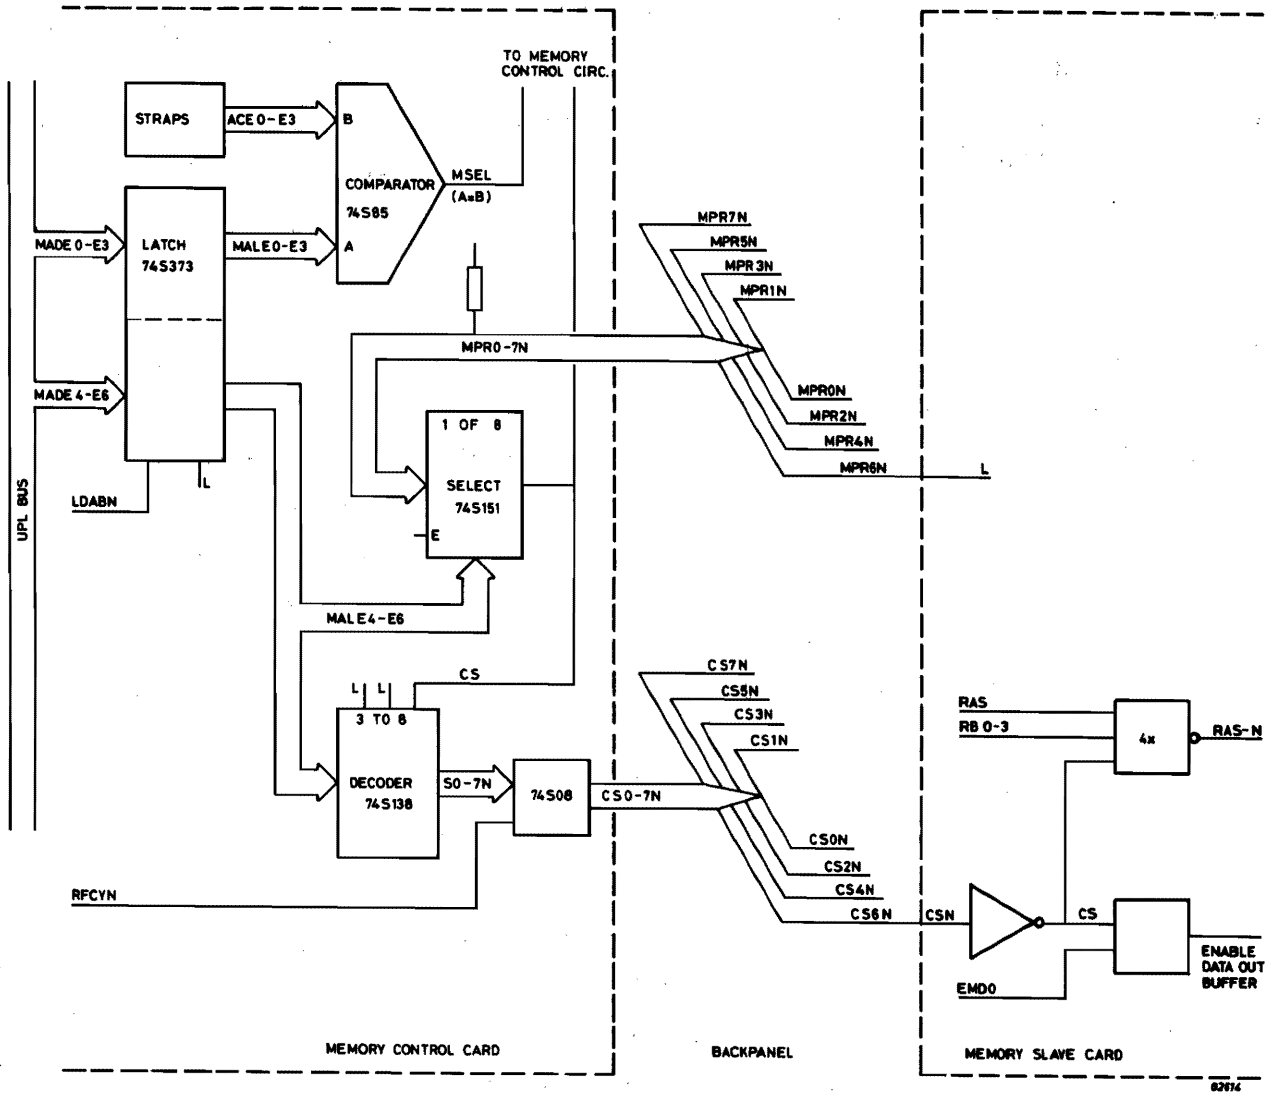 TO MEMORY
CONTROL CIRC.
STRAPS
ACE 0-E3
B
COMPARATOR
74S85
MSEL
(A=B)
MADE 0-E3
LATCH
74S373
MALE 0-E3
A
MADE 4-E6
L
LDABN
UPL BUS
MPR0-7N
1 OF 8
SELECT
74S151
E
MALE4-E6
CS
L
L
3 TO 8
DECODER
74S138
S0-7N
74S08
CS0-7N
RFCYN
MEMORY CONTROL CARD
MPR7N
MPR5N
MPR3N
MPR1N
MPR0N
MPR2N
MPR4N
MPR6N
L
CS7N
CS5N
CS3N
CS1N
CS0N
CS2N
CS4N
CS6N
BACKPANEL
CSN
RAS
RB 0-3
4x
RAS-N
CS
EMDO
ENABLE
DATA OUT
BUFFER
MEMORY SLAVE CARD
82614